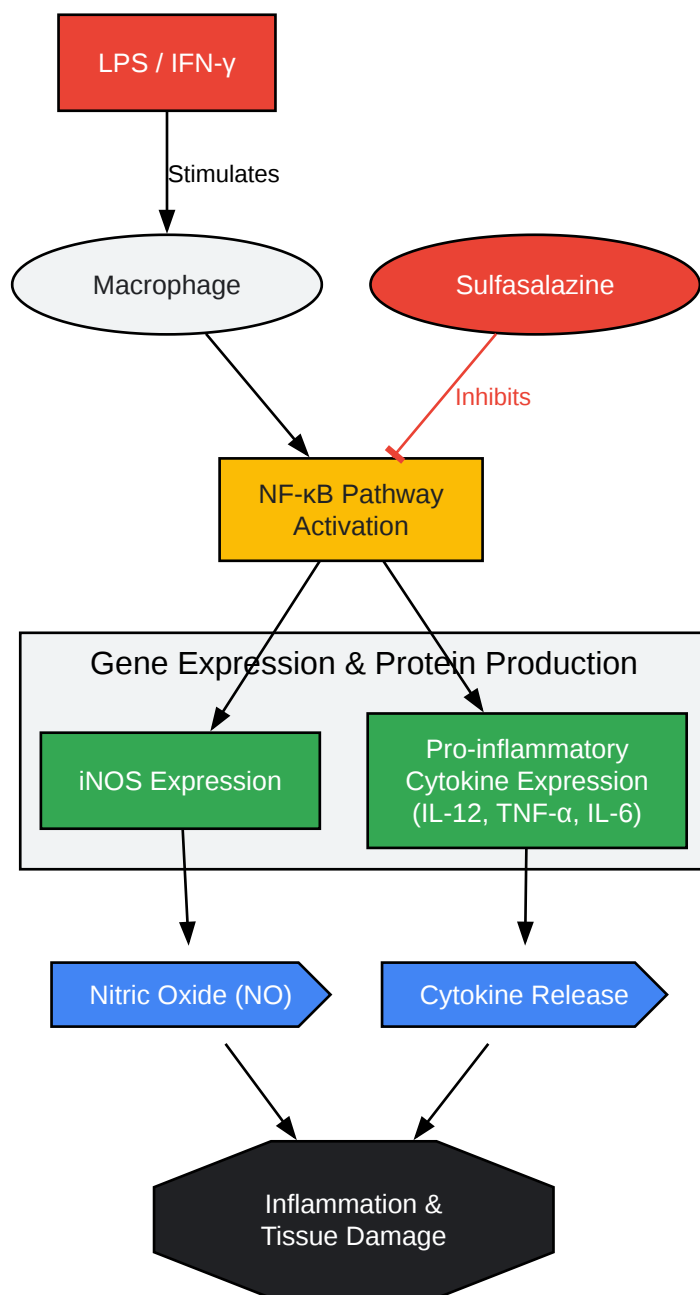 LPS / IFN-γ
Stimulates
Macrophage
Sulfasalazine
Inhibits
NF-κB Pathway
Activation
Gene Expression & Protein Production
iNOS Expression
Pro-inflammatory
Cytokine Expression
(IL-12, TNF-α, IL-6)
Nitric Oxide (NO)
Cytokine Release
Inflammation &
Tissue Damage